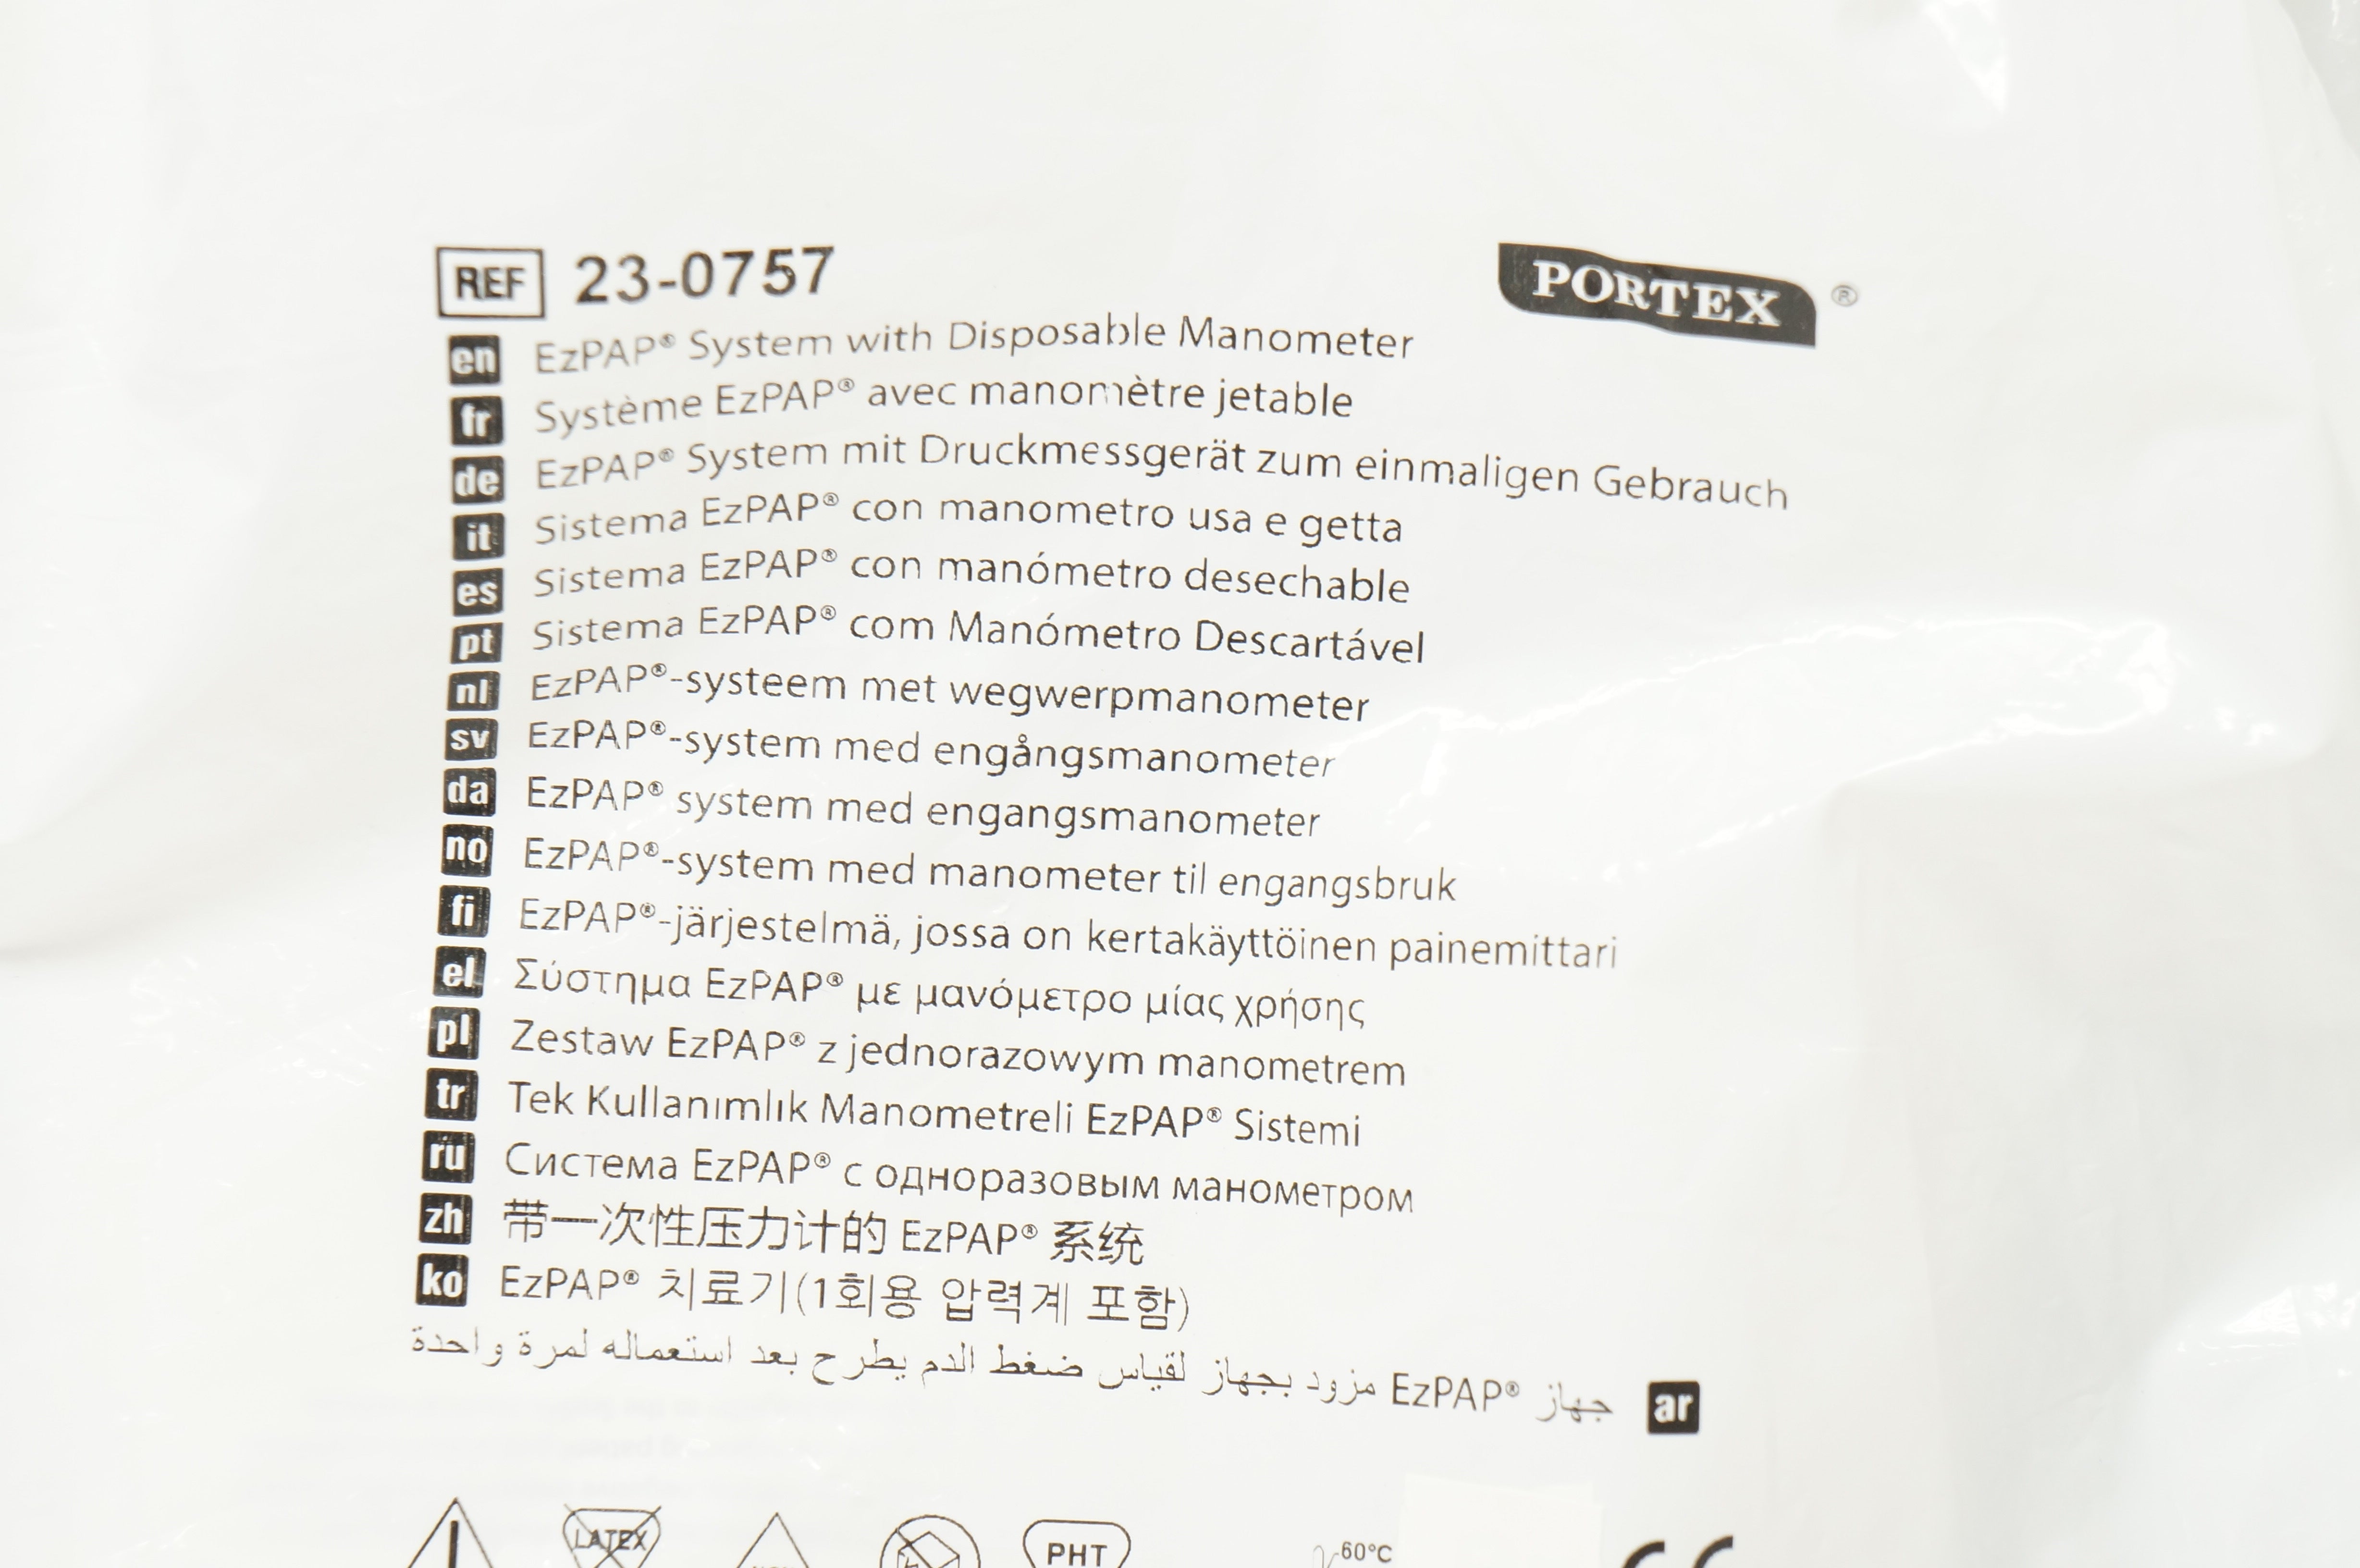 REF 23-0757
PORTEX ®
en EzPAP® System with Disposable Manometer
fr Système EzPAP® avec manomètre jetable
de EzPAP® System mit Druckmessgerät zum einmaligen Gebrauch
it Sistema EzPAP® con manometro usa e getta
es Sistema EzPAP® con manómetro desechable
pt Sistema EzPAP® com Manómetro Descartável
nl EzPAP®-systeem met wegwerpmanometer
sv EzPAP®-system med engångsmanometer
da EzPAP® system med engangsmanometer
no EzPAP®-system med manometer til engangsbruk
fi EzPAP®-järjestelmä, jossa on kertakäyttöinen painemittari
el Σύστημα EzPAP® με μανόμετρο μίας χρήσης
pl Zestaw EzPAP® z jednorazowym manometrem
tr Tek Kullanımlık Manometreli EzPAP® Sistemi
ru Система EzPAP® с одноразовым манометром
zh 带一次性压力计的 EzPAP® 系统
ko EzPAP® 치료기(1회용 압력계 포함)
ar جهاز EzPAP® مزود بجهاز لقياس ضغط الدم يطرح بعد استعماله لمرة واحدة
LATEX
PHT
60°C